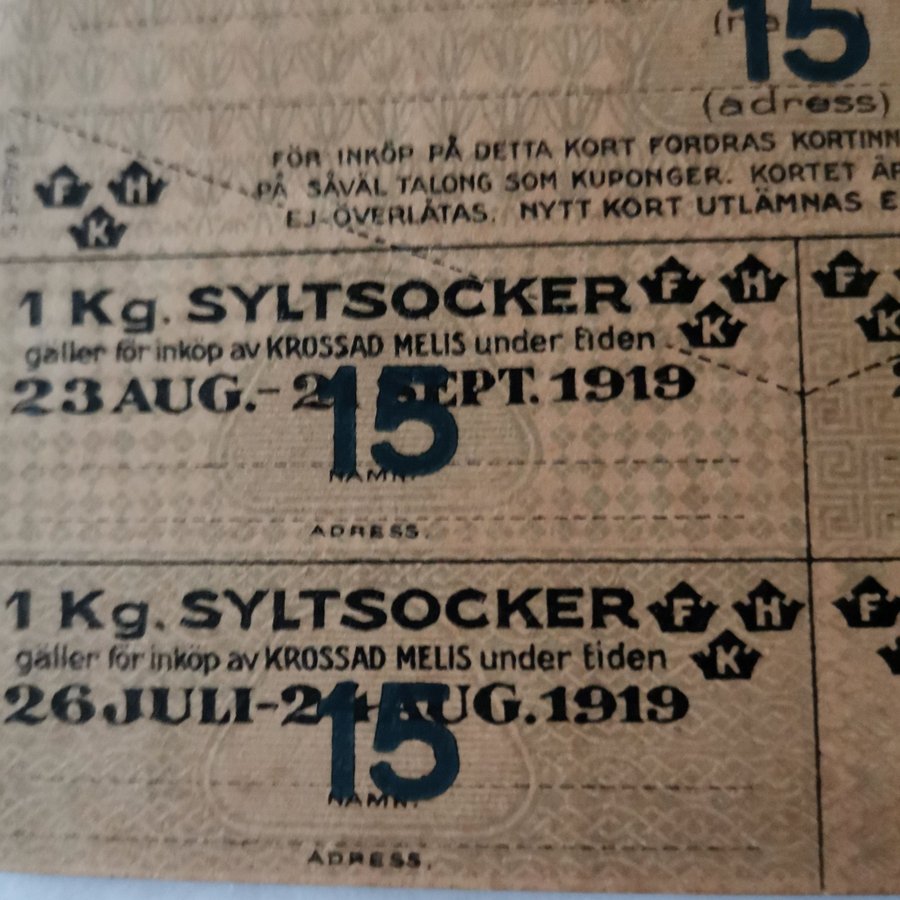 15
(adress)
FÖR INKÖP PÅ DETTA KORT FORDRAS KORTINN
PÅ SÅVÄL TALONG SOM KUPONGER. KORTET ÄR
EJ ÖVERLÅTAS. NYTT KORT UTLÄMNAS E
F H
K
1 Kg. SYLTSOCKER F H F
gäller för inköp av KROSSAD MELIS under tiden K K
23 AUG.- SEPT. 1919
15
NAMN.
ADRESS.
1 Kg. SYLTSOCKER F H F
gäller för inköp av KROSSAD MELIS under tiden K
26 JULI-24 AUG. 1919
15
NAMN.
ADRESS.